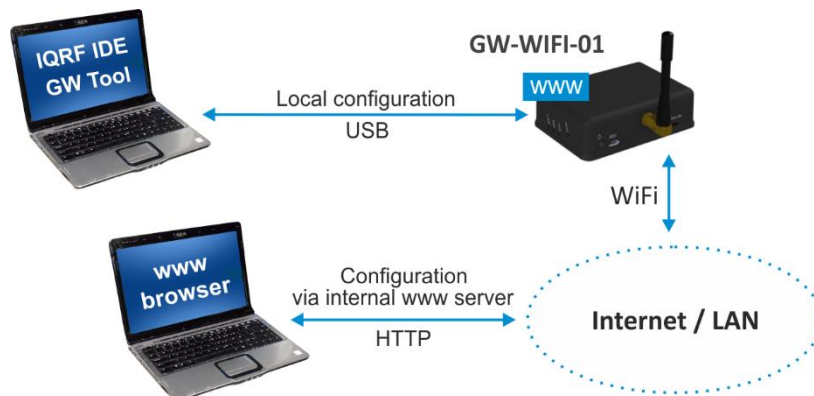 IQRF IDE
GW Tool
Local configuration
USB
GW-WIFI-01
WWW
WiFi
www
browser
Configuration
via internal www server
HTTP
Internet / LAN